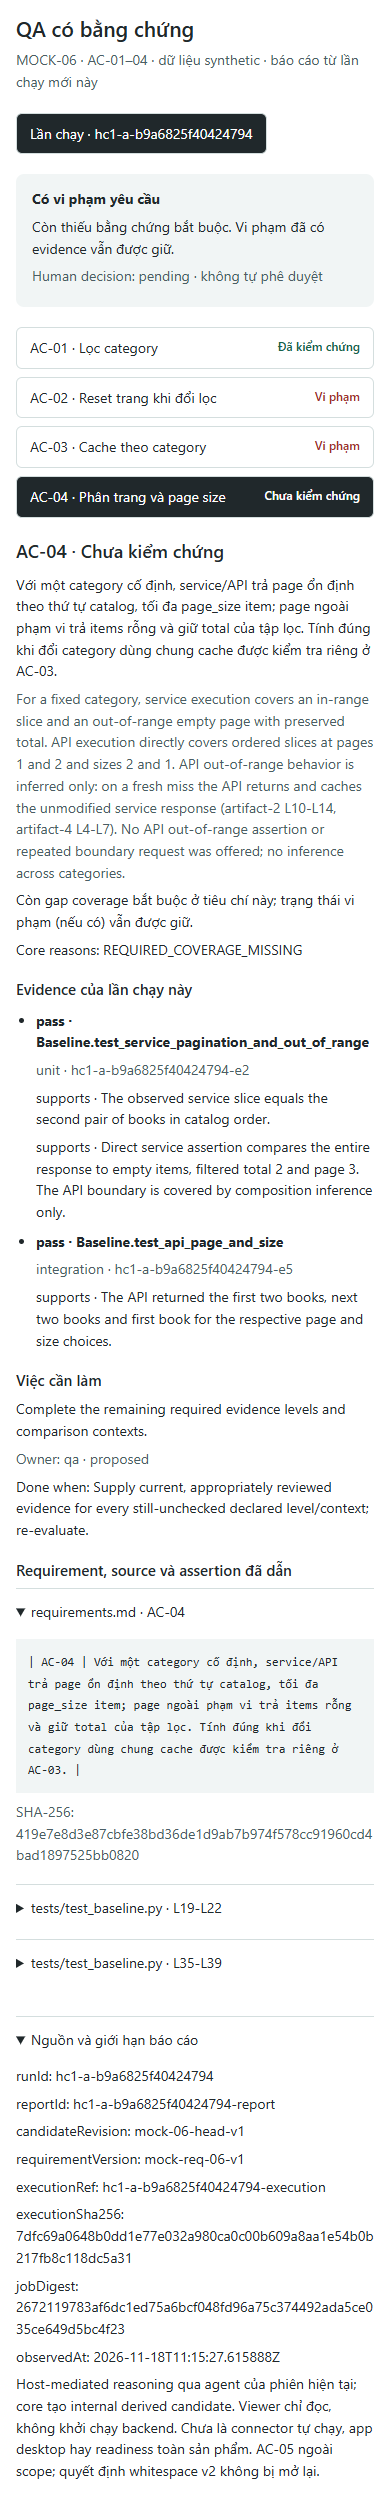 QA có bằng chứng
MOCK-06 · AC-01–04 · dữ liệu synthetic · báo cáo từ lần
chạy mới này
Lần chạy · hc1-a-b9a6825f40424794
Có vi phạm yêu cầu
Còn thiếu bằng chứng bắt buộc. Vi phạm đã có
evidence vẫn được giữ.
Human decision: pending · không tự phê duyệt
AC-01 · Lọc category Đã kiểm chứng
AC-02 · Reset trang khi đổi lọc Vi phạm
AC-03 · Cache theo category Vi phạm
AC-04 · Phân trang và page size Chưa kiểm chứng
AC-04 · Chưa kiểm chứng
Với một category cố định, service/API trả page ổn định
theo thứ tự catalog, tối đa page_size item; page ngoài
phạm vi trả items rỗng và giữ total của tập lọc. Tính đúng
khi đổi category dùng chung cache được kiểm tra riêng ở
AC-03.
For a fixed category, service execution covers an in-range
slice and an out-of-range empty page with preserved
total. API execution directly covers ordered slices at pages
1 and 2 and sizes 2 and 1. API out-of-range behavior is
inferred only: on a fresh miss the API returns and caches
the unmodified service response (artifact-2 L10-L14,
artifact-4 L4-L7). No API out-of-range assertion or
repeated boundary request was offered; no inference
across categories.
Còn gap coverage bắt buộc ở tiêu chí này; trạng thái vi
phạm (nếu có) vẫn được giữ.
Core reasons: REQUIRED_COVERAGE_MISSING
Evidence của lần chạy này
• pass ·
Baseline.test_service_pagination_and_out_of_range
unit · hc1-a-b9a6825f40424794-e2
supports · The observed service slice equals the
second pair of books in catalog order.
supports · Direct service assertion compares the entire
response to empty items, filtered total 2 and page 3.
The API boundary is covered by composition inference
only.
• pass · Baseline.test_api_page_and_size
integration · hc1-a-b9a6825f40424794-e5
supports · The API returned the first two books, next
two books and first book for the respective page and
size choices.
Việc cần làm
Complete the remaining required evidence levels and
comparison contexts.
Owner: qa · proposed
Done when: Supply current, appropriately reviewed
evidence for every still-unchecked declared level/context;
re-evaluate.
Requirement, source và assertion đã dẫn
▼ requirements.md · AC-04
| AC-04 | Với một category cố định, service/API
trả page ổn định theo thứ tự catalog, tối đa
page_size item; page ngoài phạm vi trả items rỗng
và giữ total của tập lọc. Tính đúng khi đổi
category dùng chung cache được kiểm tra riêng ở
AC-03. |
SHA-256:
419e7e8d3e87cbfe38bd36de1d9ab7b974f578cc91960cd4
bad1897525bb0820
▶ tests/test_baseline.py · L19-L22
▶ tests/test_baseline.py · L35-L39
▼ Nguồn và giới hạn báo cáo
runId: hc1-a-b9a6825f40424794
reportId: hc1-a-b9a6825f40424794-report
candidateRevision: mock-06-head-v1
requirementVersion: mock-req-06-v1
executionRef: hc1-a-b9a6825f40424794-execution
executionSha256:
7dfc69a0648b0dd1e77e032a980ca0c00b609a8aa1e54b0b
217fb8c118dc5a31
jobDigest:
2672119783af6dc1ed75a6bcf048fd96a75c374492ada5ce0
35ce649d5bc4f23
observedAt: 2026-11-18T11:15:27.615888Z
Host-mediated reasoning qua agent của phiên hiện tại;
core tạo internal derived candidate. Viewer chỉ đọc,
không khởi chạy backend. Chưa là connector tự chạy, app
desktop hay readiness toàn sản phẩm. AC-05 ngoài
scope; quyết định whitespace v2 không bị mở lại.